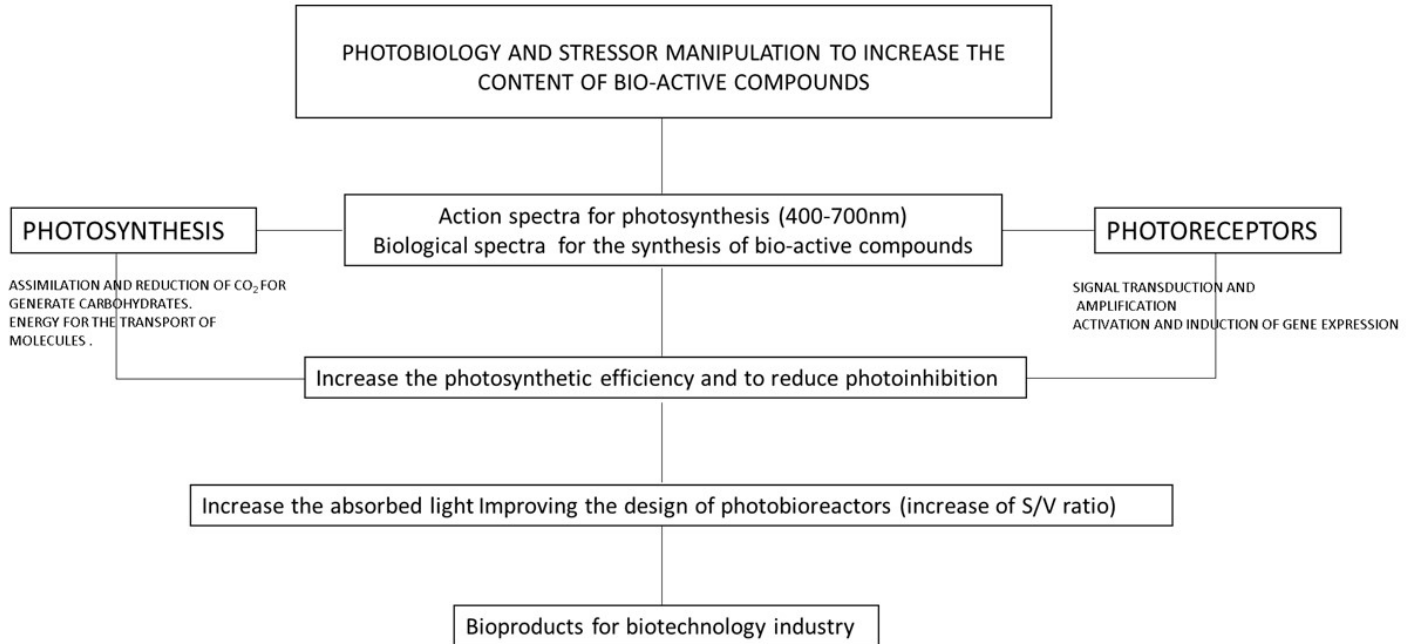 PHOTOBIOLOGY AND STRESSOR MANIPULATION TO INCREASE THE
CONTENT OF BIO-ACTIVE COMPOUNDS
Action spectra for photosynthesis (400-700nm)
Biological spectra for the synthesis of bio-active compounds
PHOTOSYNTHESIS
PHOTORECEPTORS
ASSIMILATION AND REDUCTION OF CO₂ FOR
GENERATE CARBOHYDRATES.
ENERGY FOR THE TRANSPORT OF
MOLECULES .
SIGNAL TRANSDUCTION AND
AMPLIFICATION
ACTIVATION AND INDUCTION OF GENE EXPRESSION
Increase the photosynthetic efficiency and to reduce photoinhibition
Increase the absorbed light Improving the design of photobioreactors (increase of S/V ratio)
Bioproducts for biotechnology industry